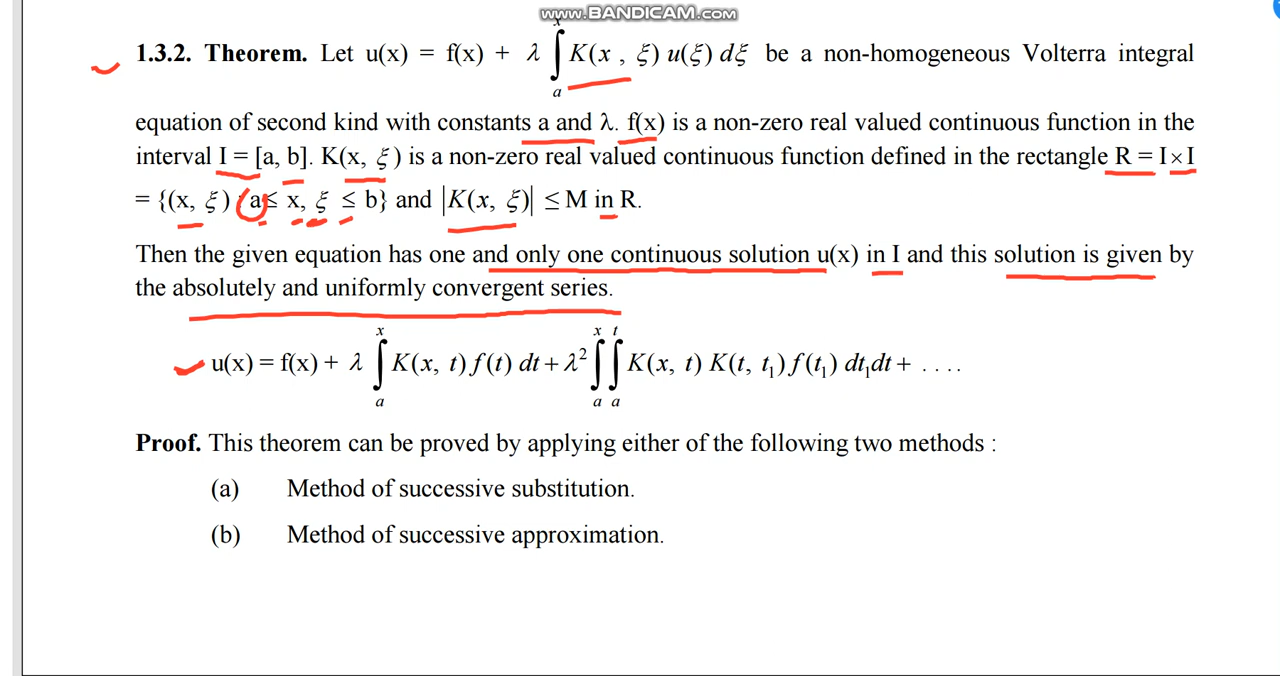 www.BANDICAM.com
1.3.2. Theorem. Let u(x) = f(x) + λ ∫ₐˣ K(x , ξ) u(ξ) dξ be a non-homogeneous Volterra integral
equation of second kind with constants a and λ. f(x) is a non-zero real valued continuous function in the
interval I = [a, b]. K(x, ξ) is a non-zero real valued continuous function defined in the rectangle R = I×I
= {(x, ξ) : a ≤ x, ξ ≤ b} and |K(x, ξ)| ≤ M in R.
Then the given equation has one and only one continuous solution u(x) in I and this solution is given by
the absolutely and uniformly convergent series.
u(x) = f(x) + λ ∫ₐˣ K(x, t) f(t) dt + λ² ∫ₐˣ ∫ₐᵗ K(x, t) K(t, t₁) f(t₁) dt₁dt + . . . .
Proof. This theorem can be proved by applying either of the following two methods :
(a) Method of successive substitution.
(b) Method of successive approximation.